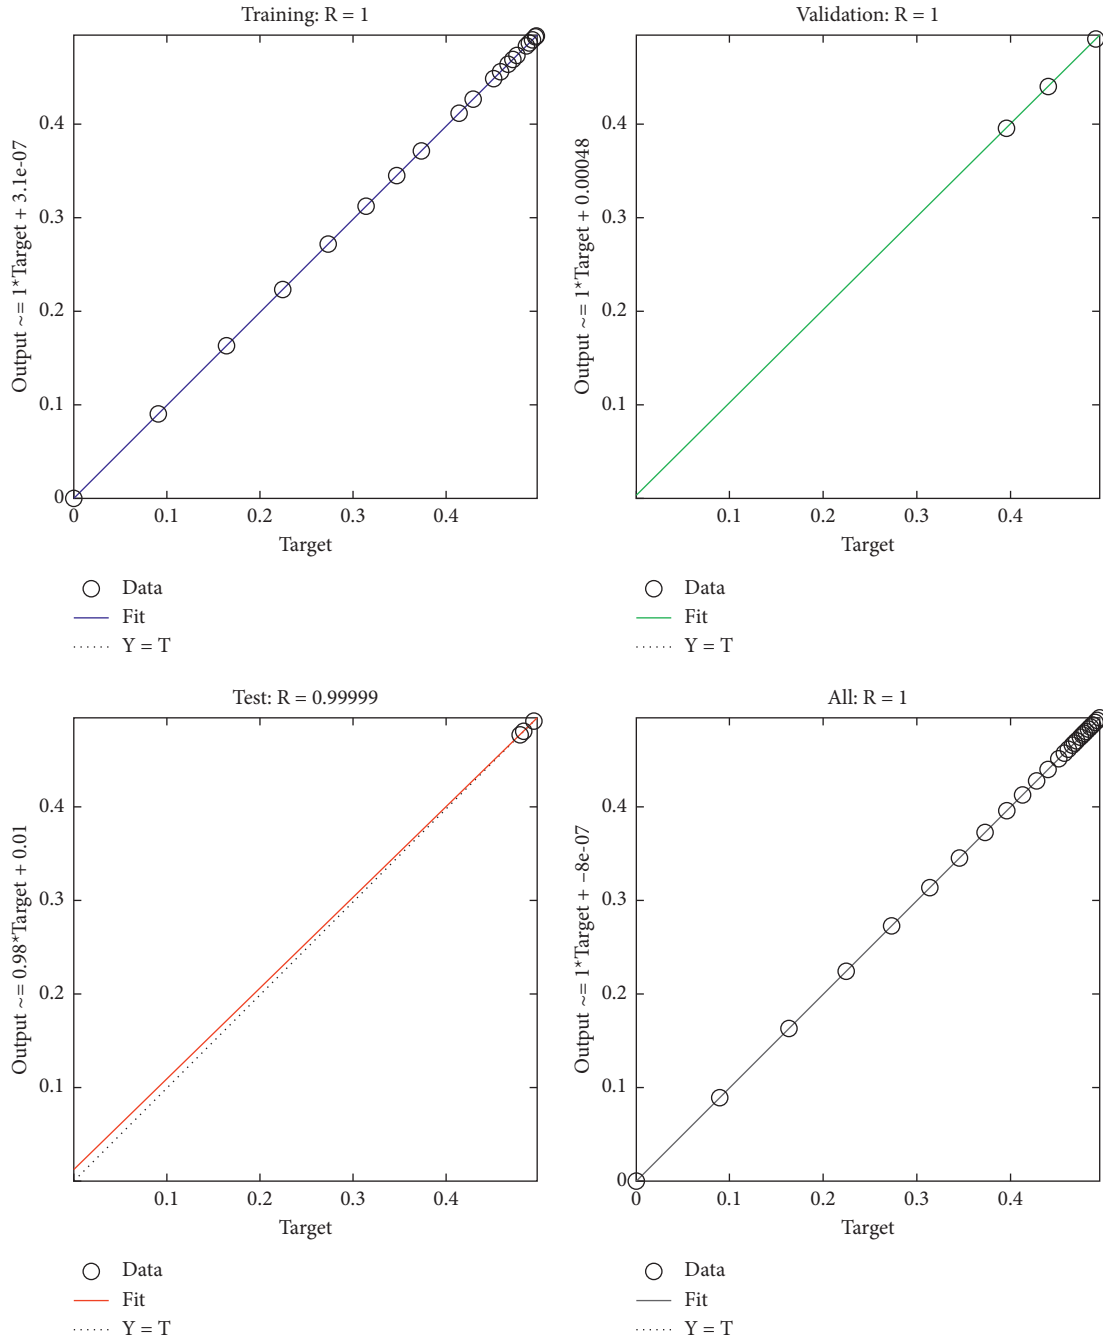 Training: R = 1
Output ~= 1*Target + 3.1e-07
0.4
0.3
0.2
0.1
0
0 0.1 0.2 0.3 0.4
Target
Data
Fit
Y = T
Validation: R = 1
Output ~= 1*Target + 0.00048
0.4
0.3
0.2
0.1
0.1 0.2 0.3 0.4
Target
Data
Fit
Y = T
Test: R = 0.99999
Output ~= 0.98*Target + 0.01
0.4
0.3
0.2
0.1
0.1 0.2 0.3 0.4
Target
Data
Fit
Y = T
All: R = 1
Output ~= 1*Target + −8e-07
0.4
0.3
0.2
0.1
0
0 0.1 0.2 0.3 0.4
Target
Data
Fit
Y = T